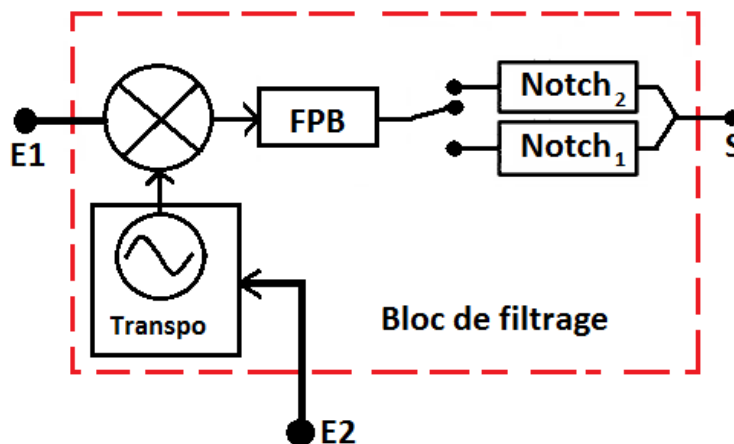 Notch2
E1
FPB
Notch1
S
Transpo
Bloc de filtrage
E2